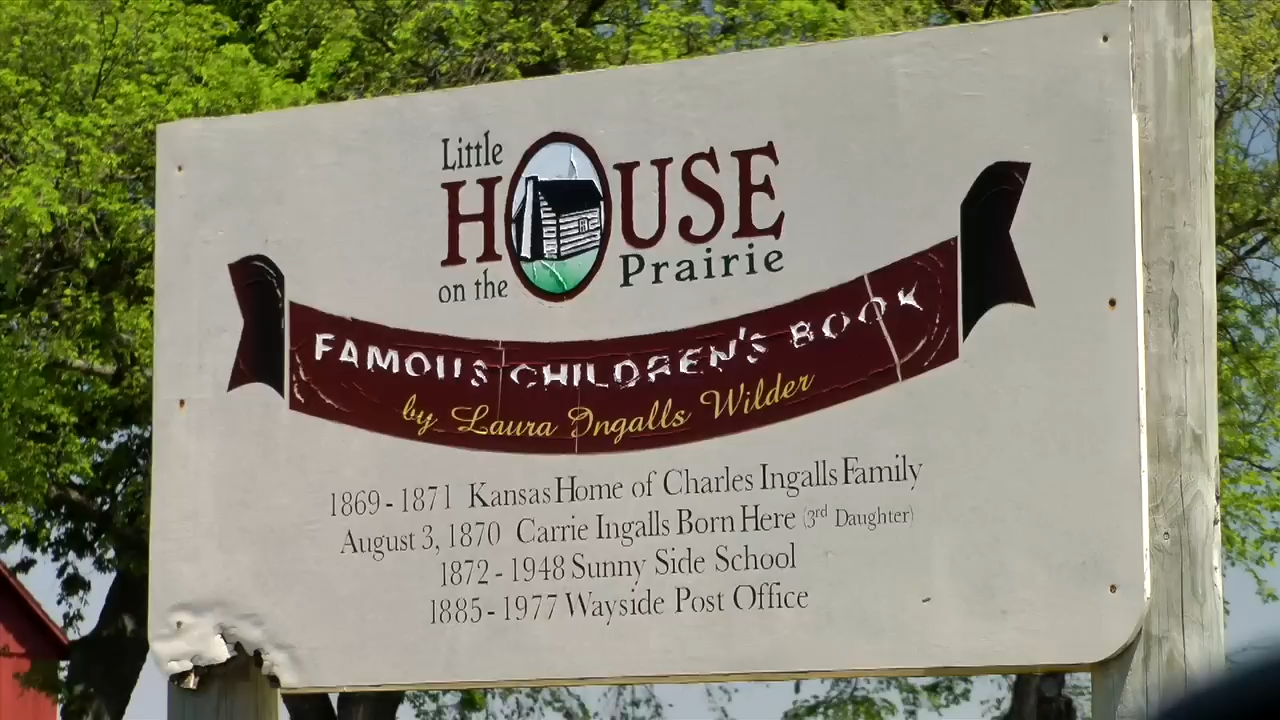 Little
HOUSE
on the Prairie
FAMOUS CHILDREN'S BOOK
by Laura Ingalls Wilder
1869 - 1871 Kansas Home of Charles Ingalls Family
August 3, 1870 Carrie Ingalls Born Here (3rd Daughter)
1872 - 1948 Sunny Side School
1885 - 1977 Wayside Post Office